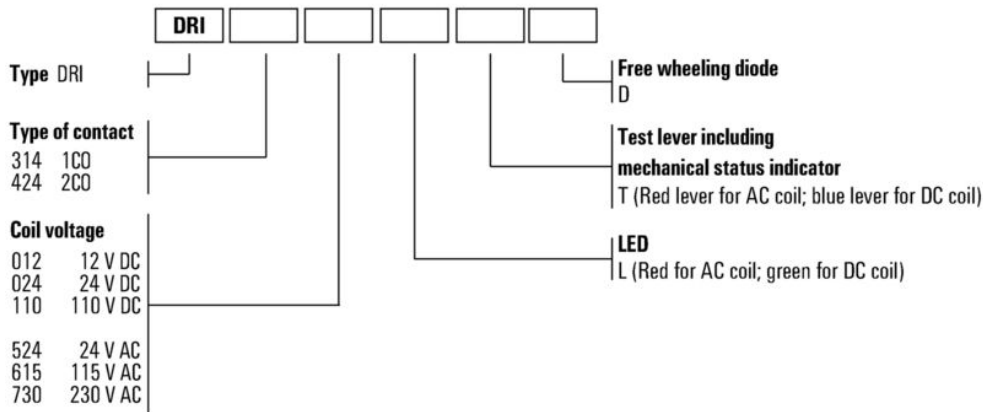 DRI
Type DRI
Type of contact
314 1CO
424 2CO
Coil voltage
012 12 V DC
024 24 V DC
110 110 V DC
524 24 V AC
615 115 V AC
730 230 V AC
Free wheeling diode
D
Test lever including
mechanical status indicator
T (Red lever for AC coil; blue lever for DC coil)
LED
L (Red for AC coil; green for DC coil)